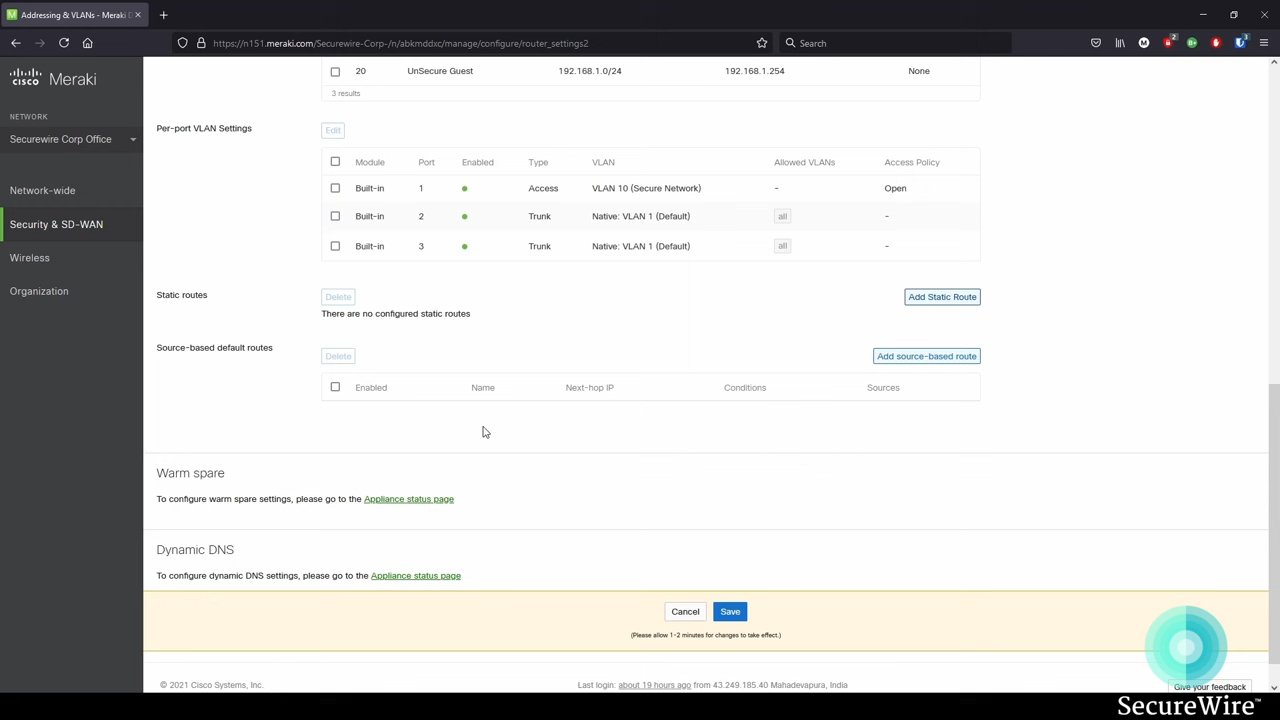 Addressing & VLANs - Meraki D
https://n151.meraki.com/Securewire-Corp-/n/abkmddxc/manage/configure/router_settings2
Search
2
8+
3
CISCO Meraki
NETWORK
Securewire Corp Office
Network-wide
Security & SD-WAN
Wireless
Organization
20 UnSecure Guest 192.168.1.0/24 192.168.1.254 None
3 results
Per-port VLAN Settings
Edit
Module Port Enabled Type VLAN Allowed VLANs Access Policy
Built-in 1 Access VLAN 10 (Secure Network) - Open
Built-in 2 Trunk Native: VLAN 1 (Default) all -
Built-in 3 Trunk Native: VLAN 1 (Default) all -
Static routes
Delete
Add Static Route
There are no configured static routes
Source-based default routes
Delete
Add source-based route
Enabled Name Next-hop IP Conditions Sources
Warm spare
To configure warm spare settings, please go to the Appliance status page
Dynamic DNS
To configure dynamic DNS settings, please go to the Appliance status page
Cancel Save
(Please allow 1-2 minutes for changes to take effect.)
© 2021 Cisco Systems, Inc.
Last login: about 19 hours ago from 43.249.185.40 Mahadevapura, India
Give your feedback
SecureWire™